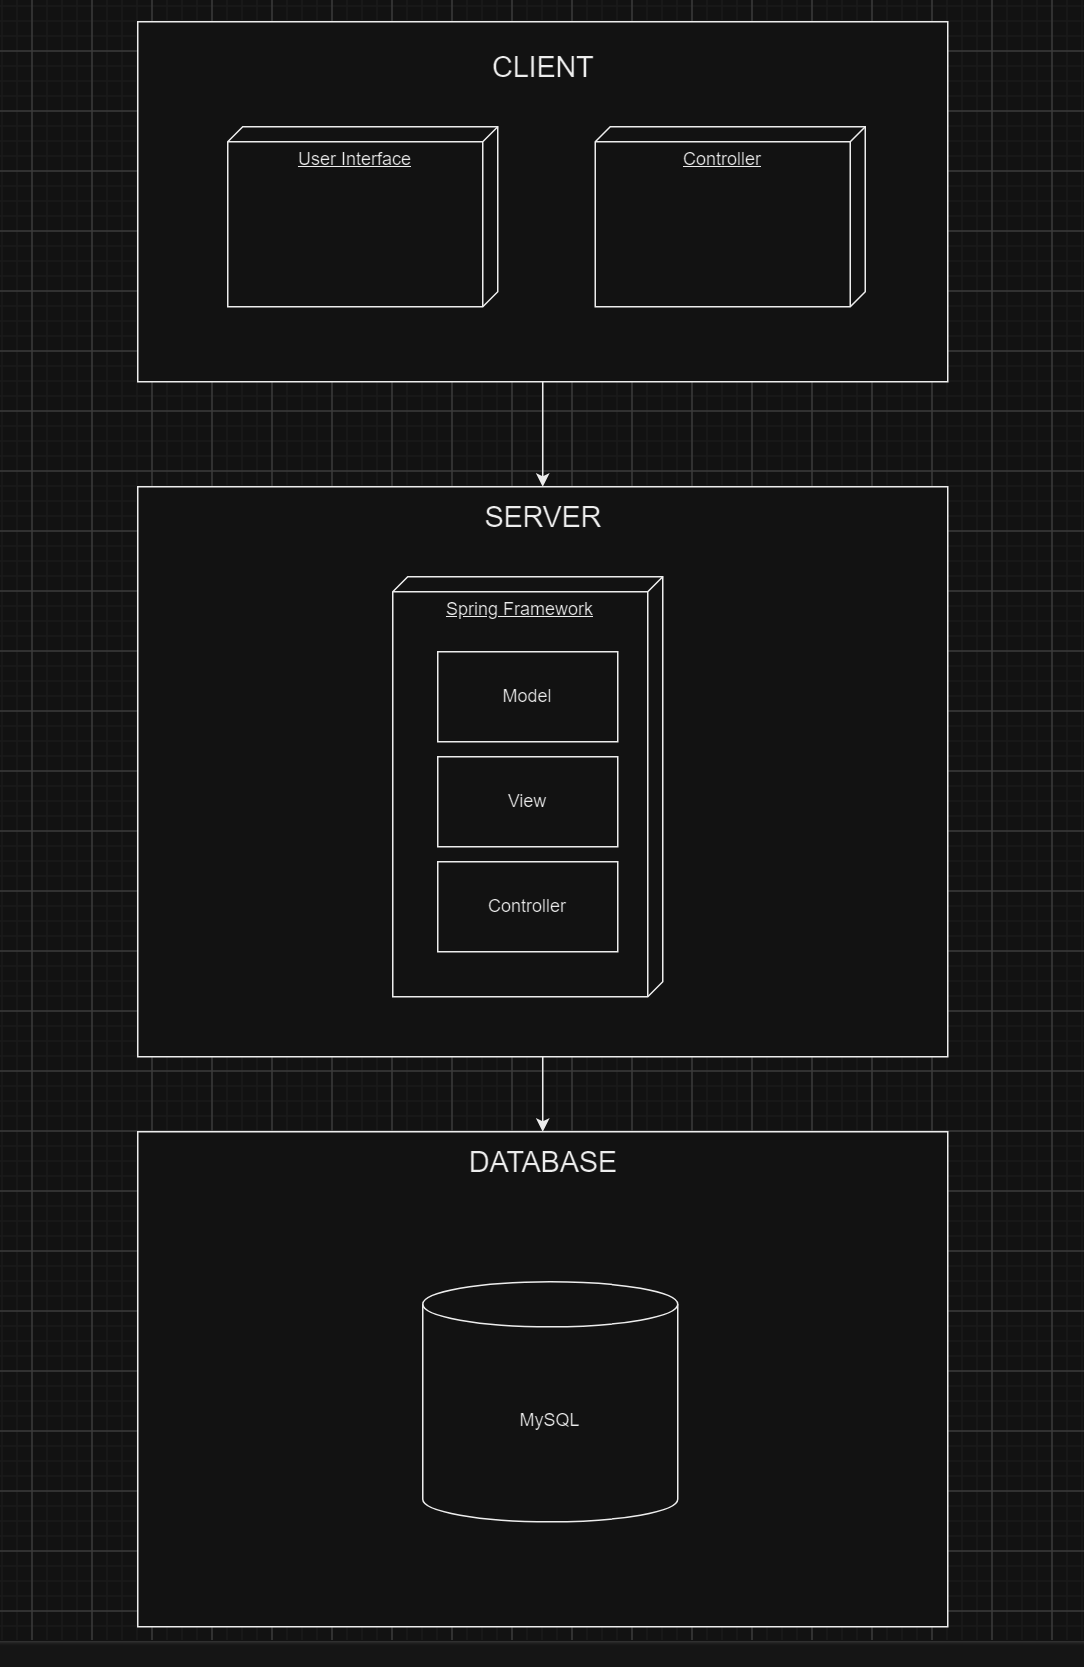 CLIENT
User Interface
Controller
SERVER
Spring Framework
Model
View
Controller
DATABASE
MySQL